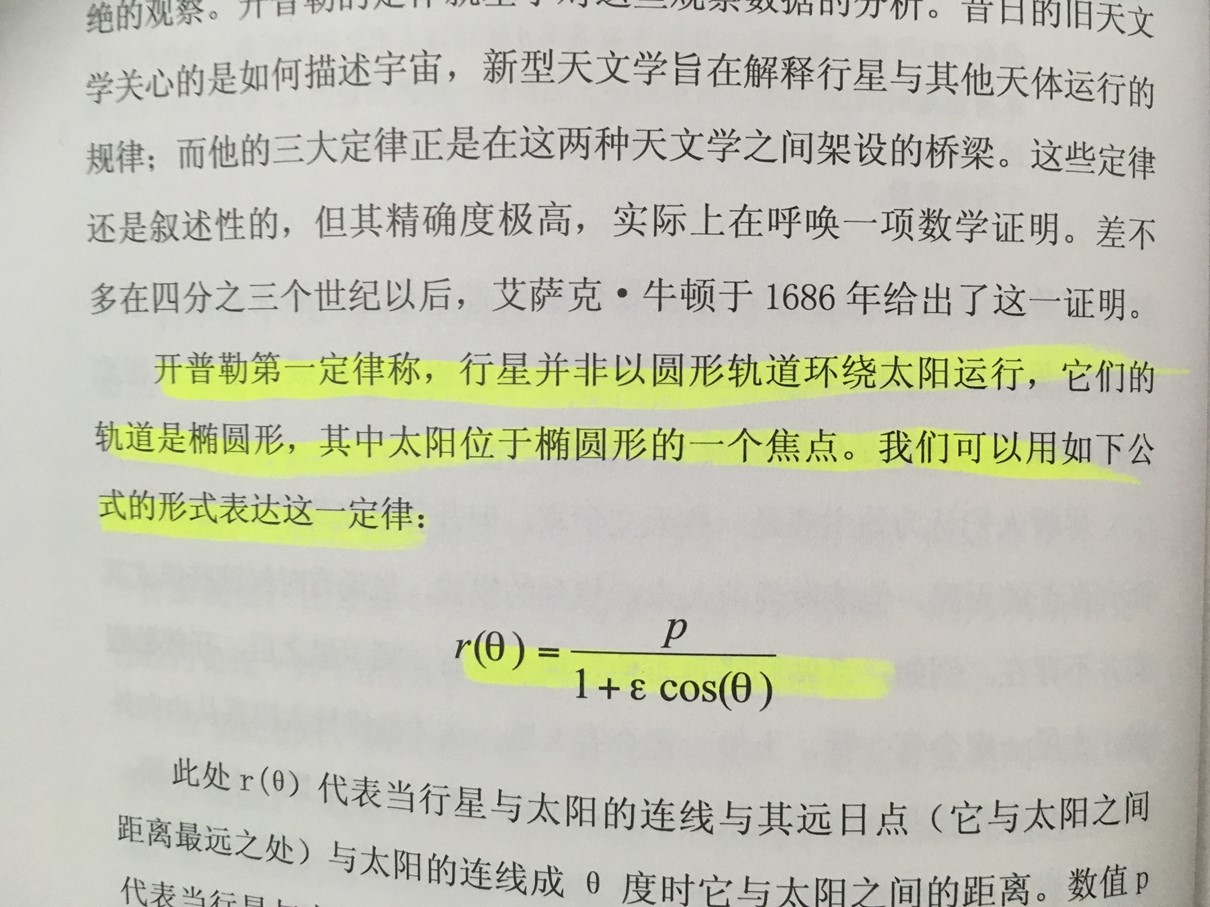 绝的观察。开普勒的定律就基于对这些观察数据的分析。昔日的旧天文
学关心的是如何描述宇宙，新型天文学旨在解释行星与其他天体运行的
规律；而他的三大定律正是在这两种天文学之间架设的桥梁。这些定律
还是叙述性的，但其精确度极高，实际上在呼唤一项数学证明。差不
多在四分之三个世纪以后，艾萨克·牛顿于 1686 年给出了这一证明。
开普勒第一定律称，行星并非以圆形轨道环绕太阳运行，它们的
轨道是椭圆形，其中太阳位于椭圆形的一个焦点。我们可以用如下公
式的形式表达这一定律：
r(θ) = p / (1 + ε cos(θ))
此处 r(θ) 代表当行星与太阳的连线与其远日点（它与太阳之间
距离最远之处）与太阳的连线成 θ 度时它与太阳之间的距离。数值 p
代表当行星与